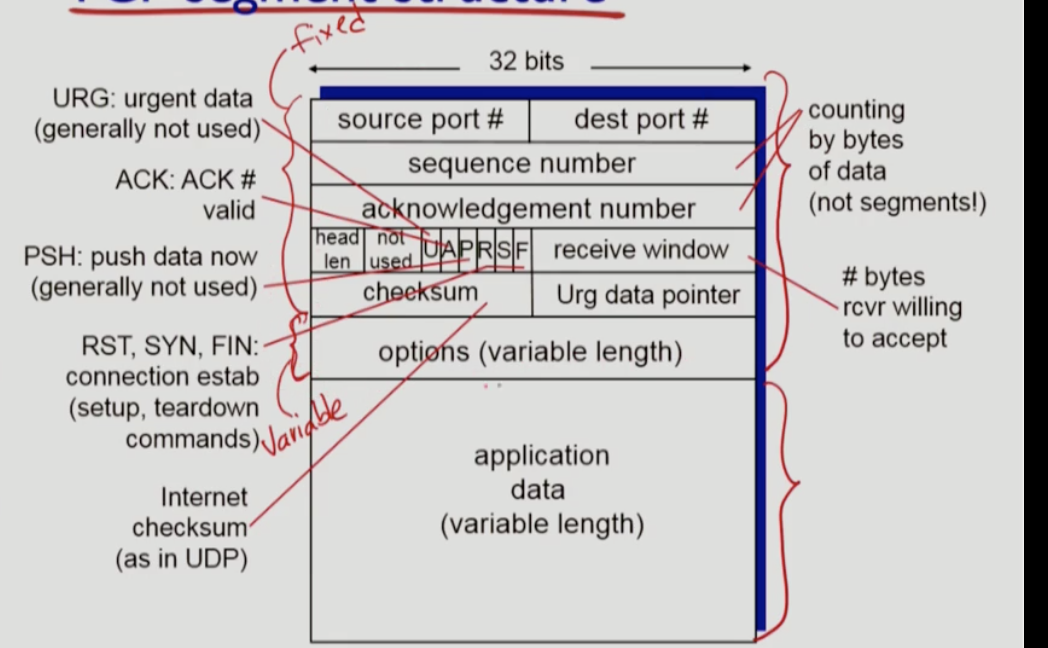 TCP segment structure
fixed
32 bits
URG: urgent data
(generally not used)
ACK: ACK #
valid
PSH: push data now
(generally not used)
RST, SYN, FIN:
connection estab
(setup, teardown
commands)
Variable
Internet
checksum
(as in UDP)
source port #
dest port #
sequence number
acknowledgement number
head
len
not
used
U A P R S F
receive window
checksum
Urg data pointer
options (variable length)
application
data
(variable length)
counting
by bytes
of data
(not segments!)
# bytes
rcvr willing
to accept